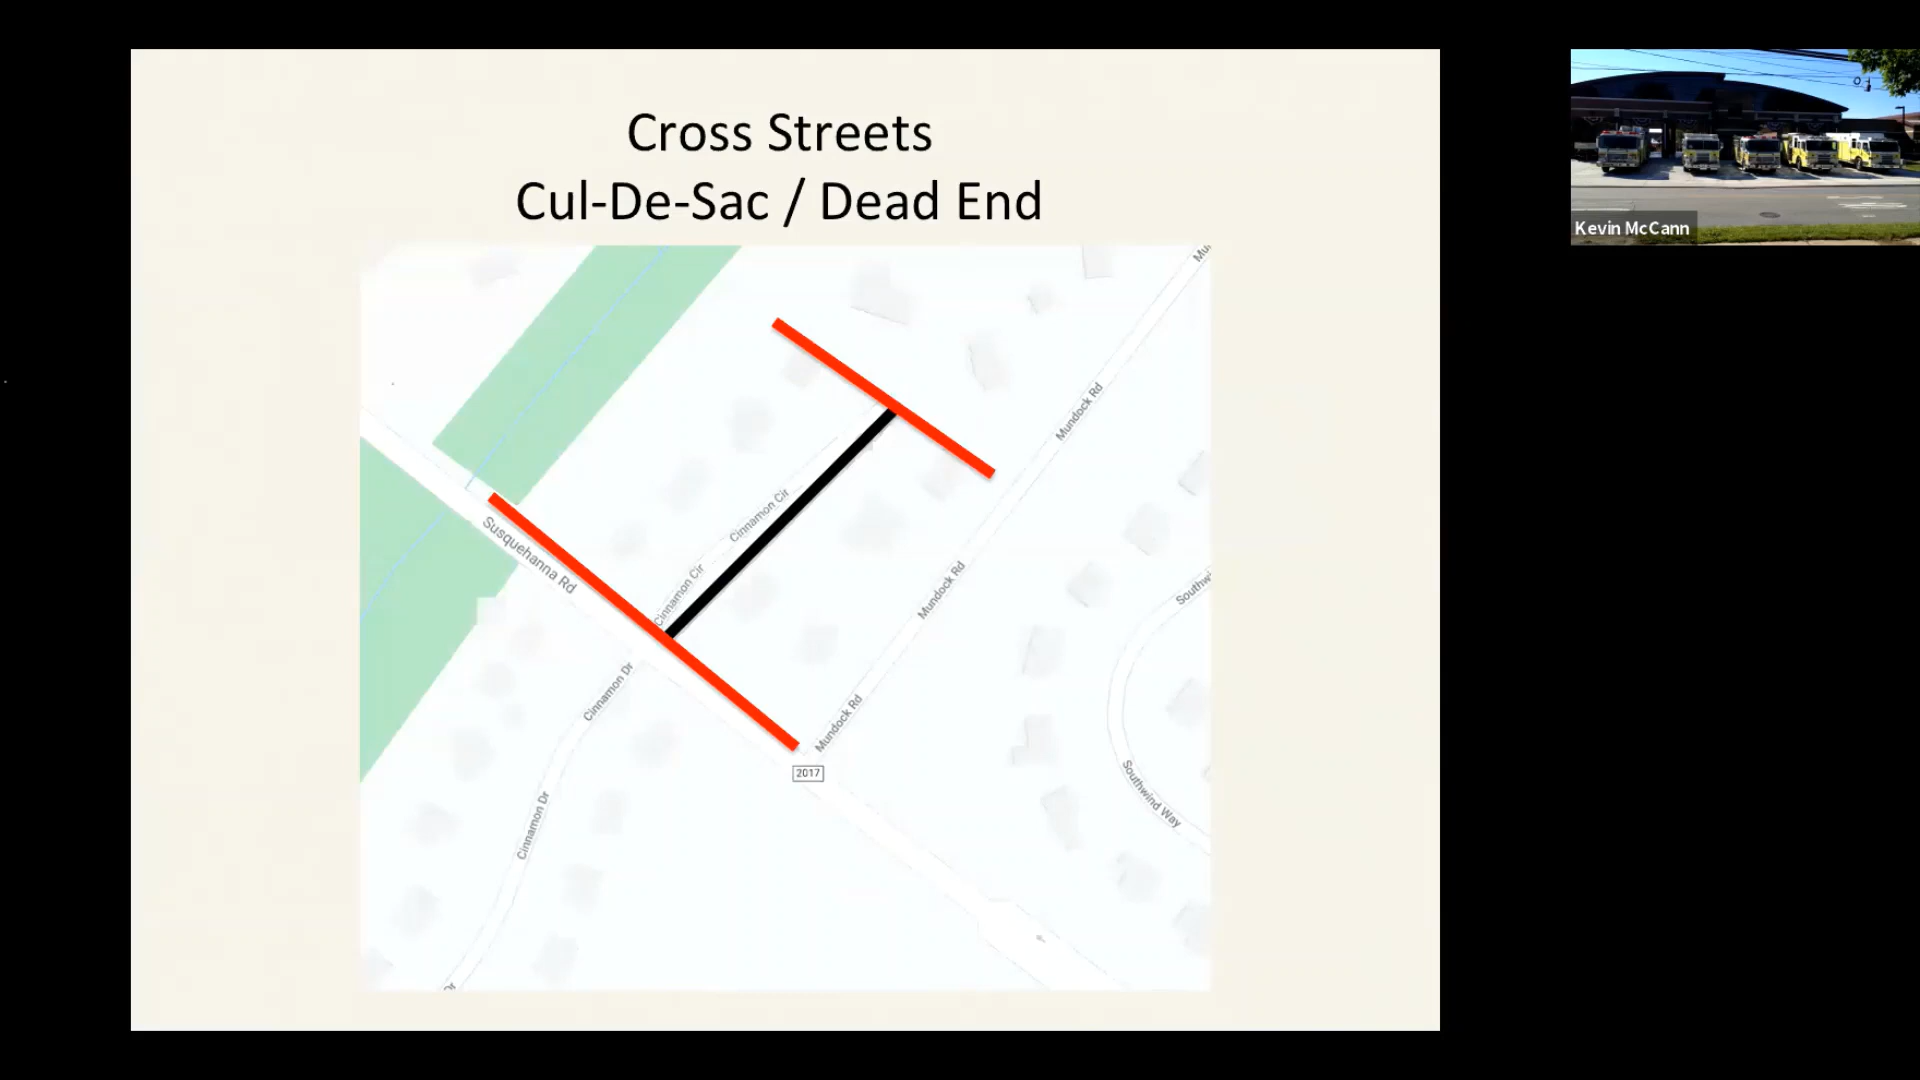 Cross Streets
Cul-De-Sac / Dead End
Kevin McCann
Mundock Rd
Cinnamon Cir
Susquehanna Rd
Cinnamon Cir
Mundock Rd
Cinnamon Dr
Mundock Rd
2017
Southwind Way
Cinnamon Dr